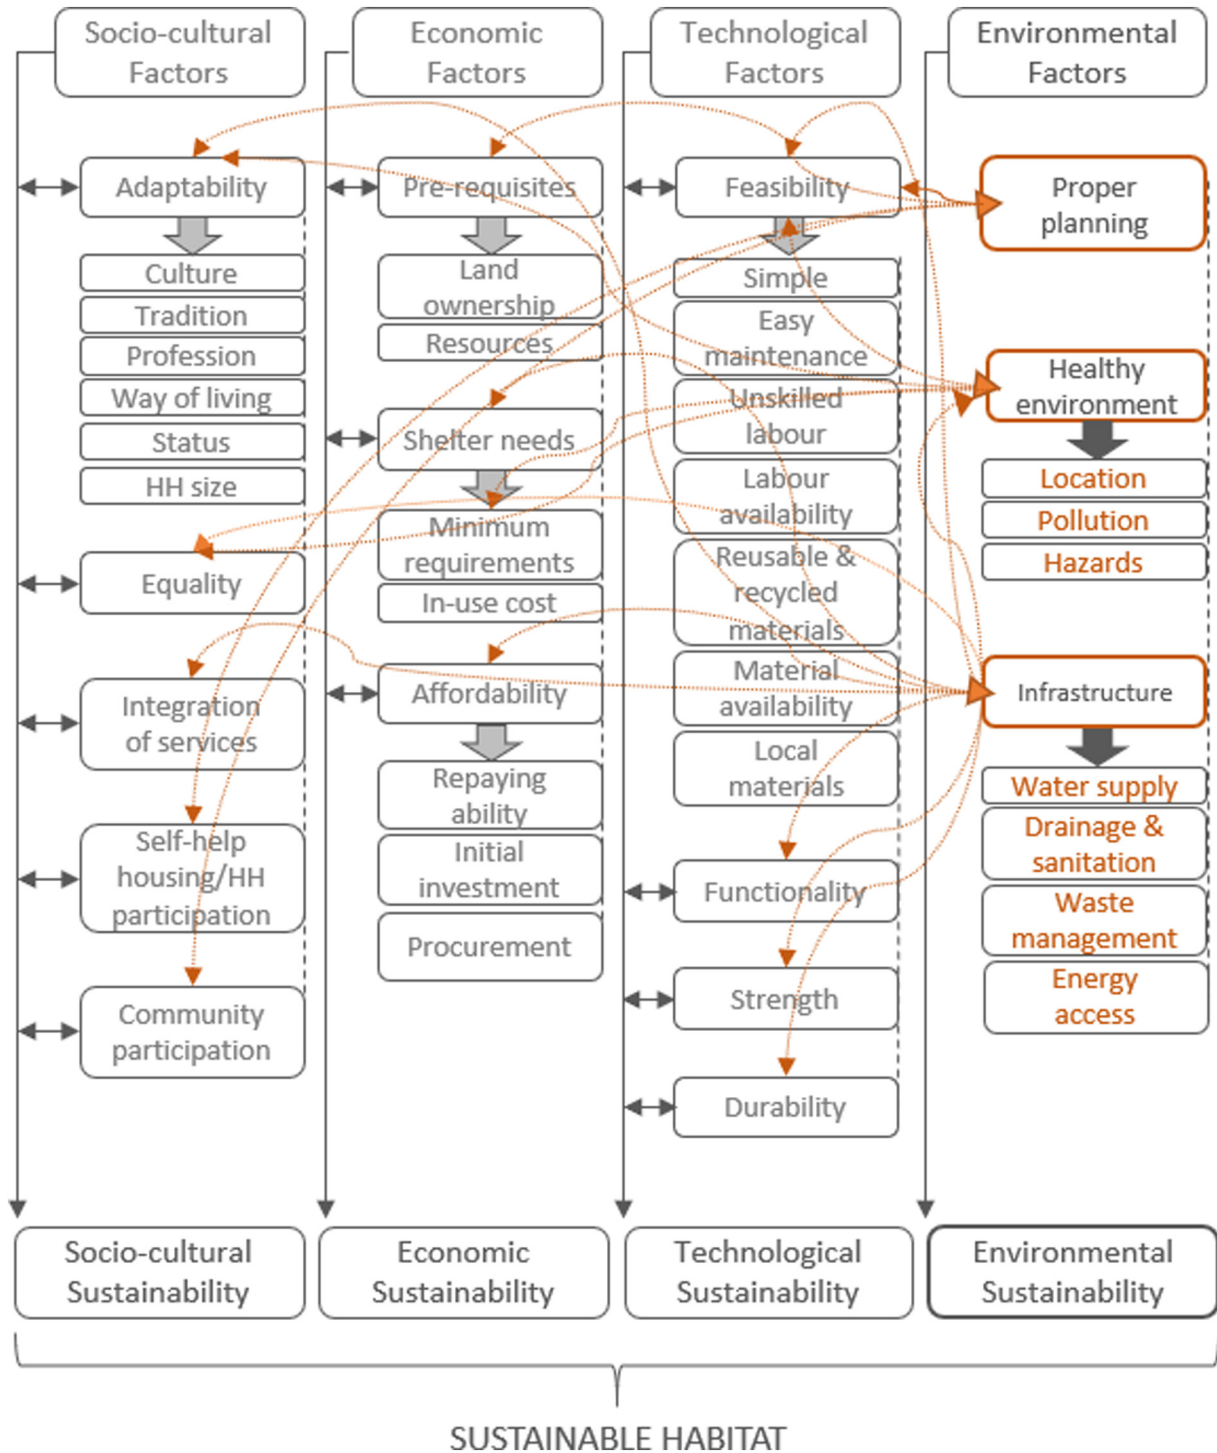 Socio-cultural
Factors
Economic
Factors
Technological
Factors
Environmental
Factors
Adaptability
Culture
Tradition
Profession
Way of living
Status
HH size
Equality
Integration
of services
Self-help
housing/HH
participation
Community
participation
Pre-requisites
Land
ownership
Resources
Shelter needs
Minimum
requirements
In-use cost
Affordability
Repaying
ability
Initial
investment
Procurement
Feasibility
Simple
Easy
maintenance
Unskilled
labour
Labour
availability
Reusable &
recycled
materials
Material
availability
Local
materials
Functionality
Strength
Durability
Proper
planning
Healthy
environment
Location
Pollution
Hazards
Infrastructure
Water supply
Drainage &
sanitation
Waste
management
Energy
access
Socio-cultural
Sustainability
Economic
Sustainability
Technological
Sustainability
Environmental
Sustainability
SUSTAINABLE HABITAT